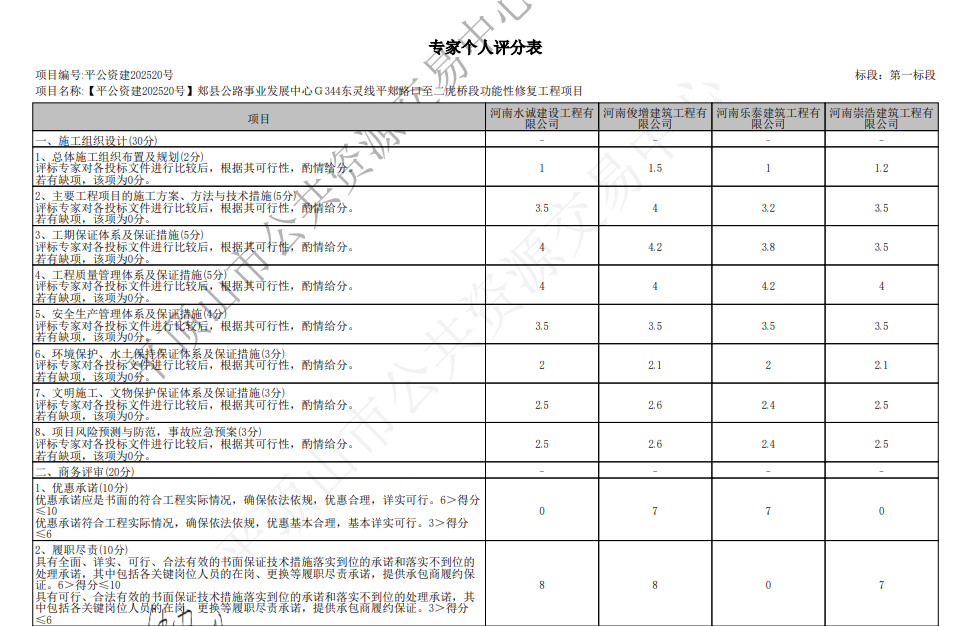 专家个人评分表
项目编号:平公资建202520号
标段：第一标段
项目名称:【平公资建202520号】郏县公路事业发展中心G344东灵线平郏路口至二虎桥段功能性修复工程项目
项目 河南水诚建设工程有限公司 河南俊增建筑工程有限公司 河南乐泰建筑工程有限公司 河南崇浩建筑工程有限公司
一、施工组织设计(30分) - - - -
1、总体施工组织布置及规划(2分)
评标专家对各投标文件进行比较后，根据其可行性，酌情给分。
若有缺项，该项为0分。
1 1.5 1 1.2
2、主要工程项目的施工方案、方法与技术措施(5分)
评标专家对各投标文件进行比较后，根据其可行性，酌情给分。
若有缺项，该项为0分。
3.5 4 3.2 3.5
3、工期保证体系及保证措施(5分)
评标专家对各投标文件进行比较后，根据其可行性，酌情给分。
若有缺项，该项为0分。
4 4.2 3.8 3.5
4、工程质量管理体系及保证措施(5分)
评标专家对各投标文件进行比较后，根据其可行性，酌情给分。
若有缺项，该项为0分。
4 4 4.2 4
5、安全生产管理体系及保证措施(4分)
评标专家对各投标文件进行比较后，根据其可行性，酌情给分。
若有缺项，该项为0分。
3.5 3.5 3.5 3.5
6、环境保护、水土保持保证体系及保证措施(3分)
评标专家对各投标文件进行比较后，根据其可行性，酌情给分。
若有缺项，该项为0分。
2 2.1 2 2.1
7、文明施工、文物保护保证体系及保证措施(3分)
评标专家对各投标文件进行比较后，根据其可行性，酌情给分。
若有缺项，该项为0分。
2.5 2.6 2.4 2.5
8、项目风险预测与防范，事故应急预案(3分)
评标专家对各投标文件进行比较后，根据其可行性，酌情给分。
若有缺项，该项为0分。
2.5 2.6 2.4 2.5
二、商务评审(20分) - - - -
1、优惠承诺(10分)
优惠承诺应是书面的符合工程实际情况，确保依法依规，优惠合理，详实可行。6＞得分
≤10
优惠承诺符合工程实际情况，确保依法依规，优惠基本合理，基本详实可行。3＞得分
≤6
0 7 7 0
2、履职尽责(10分)
具有全面、详实、可行、合法有效的书面保证技术措施落实到位的承诺和落实不到位的
处理承诺，其中包括各关键岗位人员的在岗、更换等履职尽责承诺，提供承包商履约保
证。6＞得分≤10
具有可行、合法有效的书面保证技术措施落实到位的承诺和落实不到位的处理承诺，其
中包括各关键岗位人员的在岗、更换等履职尽责承诺，提供承包商履约保证。3＞得分
≤6
8 8 0 7
平顶山市公共资源交易中心
平顶山市公共资源交易中心